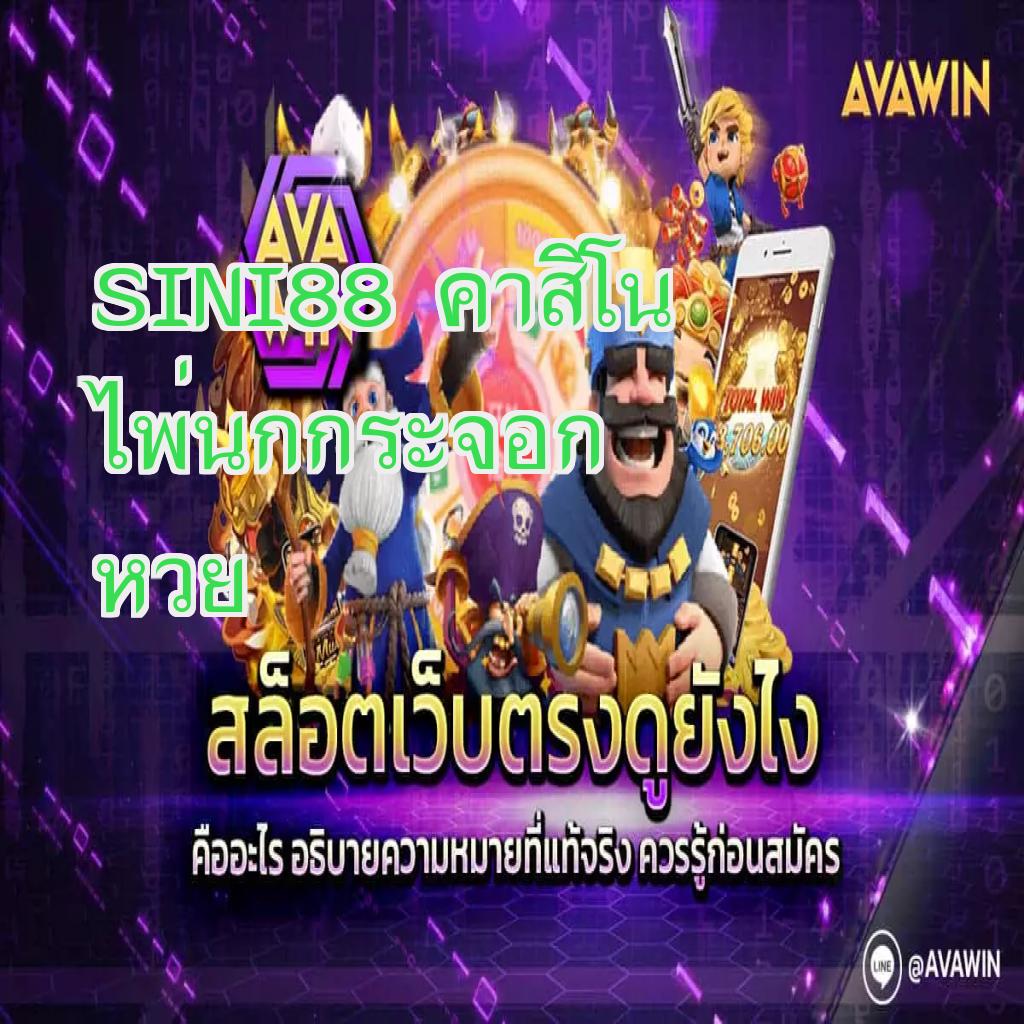 AVAWIN
AVA
WIN
SINI88 คาสิโน
ไพ่นกกระจอก
หวย
TOTAL WIN
3,706.00
สล็อตเว็บตรงดูยังไง
คืออะไร อธิบายความหมายที่แท้จริง ควรรู้ก่อนสมัคร
LINE @AVAWIN